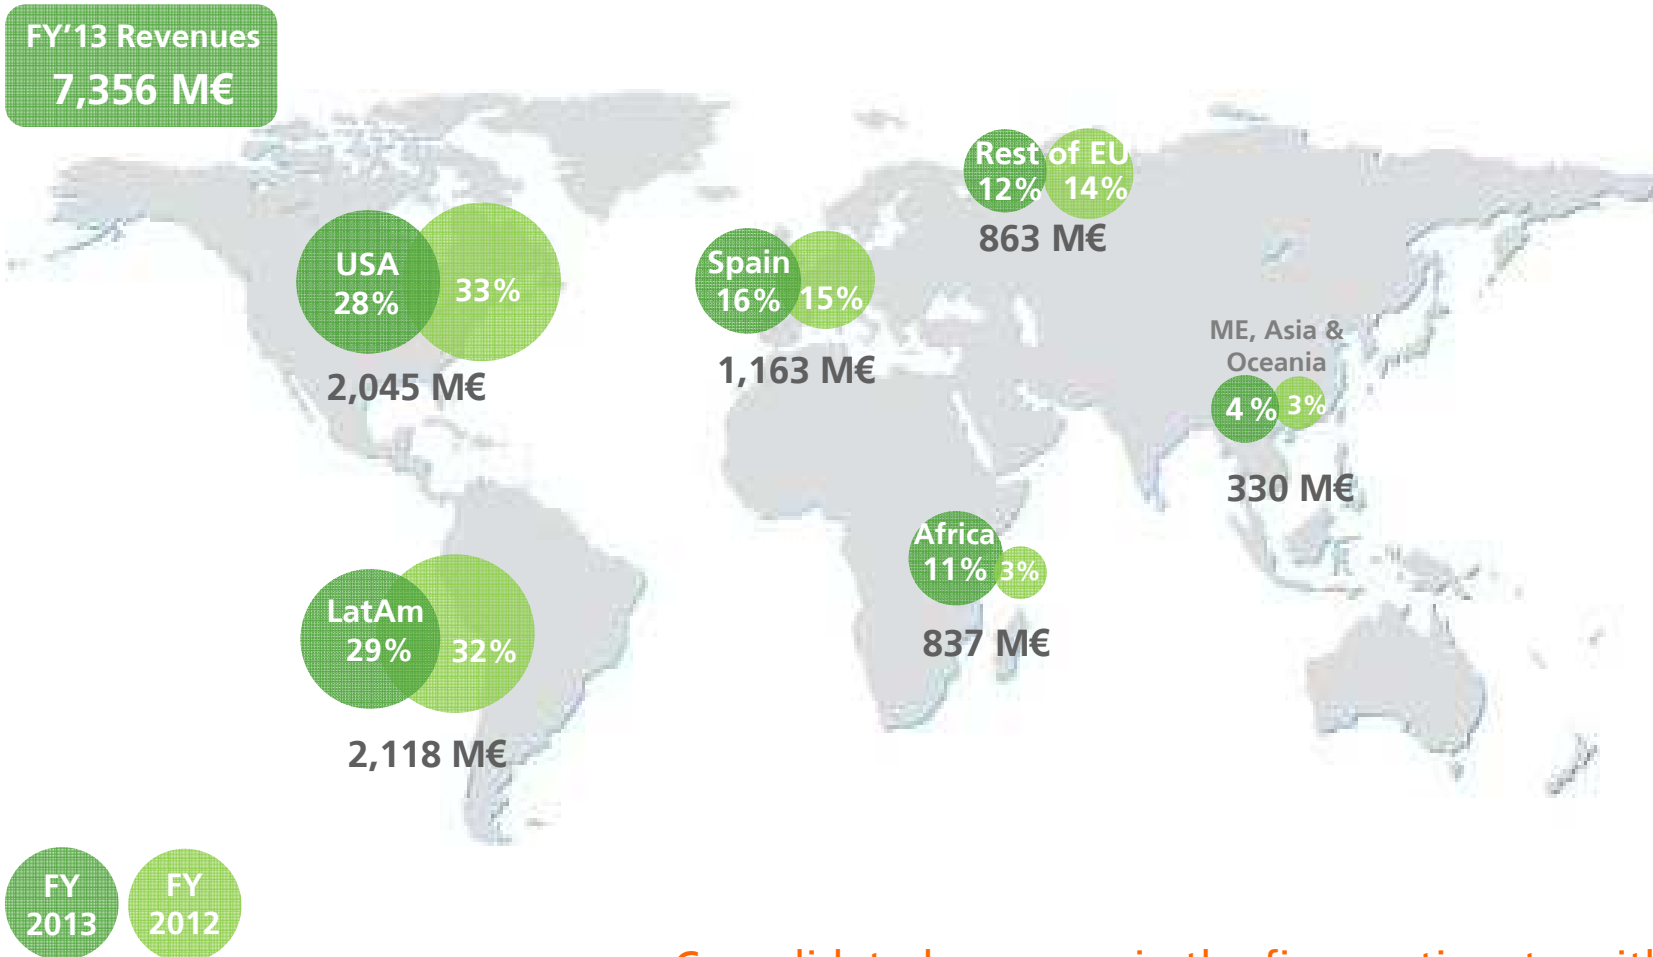 FY'13 Revenues
7,356 M€
Rest of EU
12% 14%
863 M€
USA
28% 33%
2,045 M€
Spain
16% 15%
1,163 M€
ME, Asia &
Oceania
4 % 3%
330 M€
Africa
11% 3%
837 M€
LatAm
29% 32%
2,118 M€
FY
2013
FY
2012